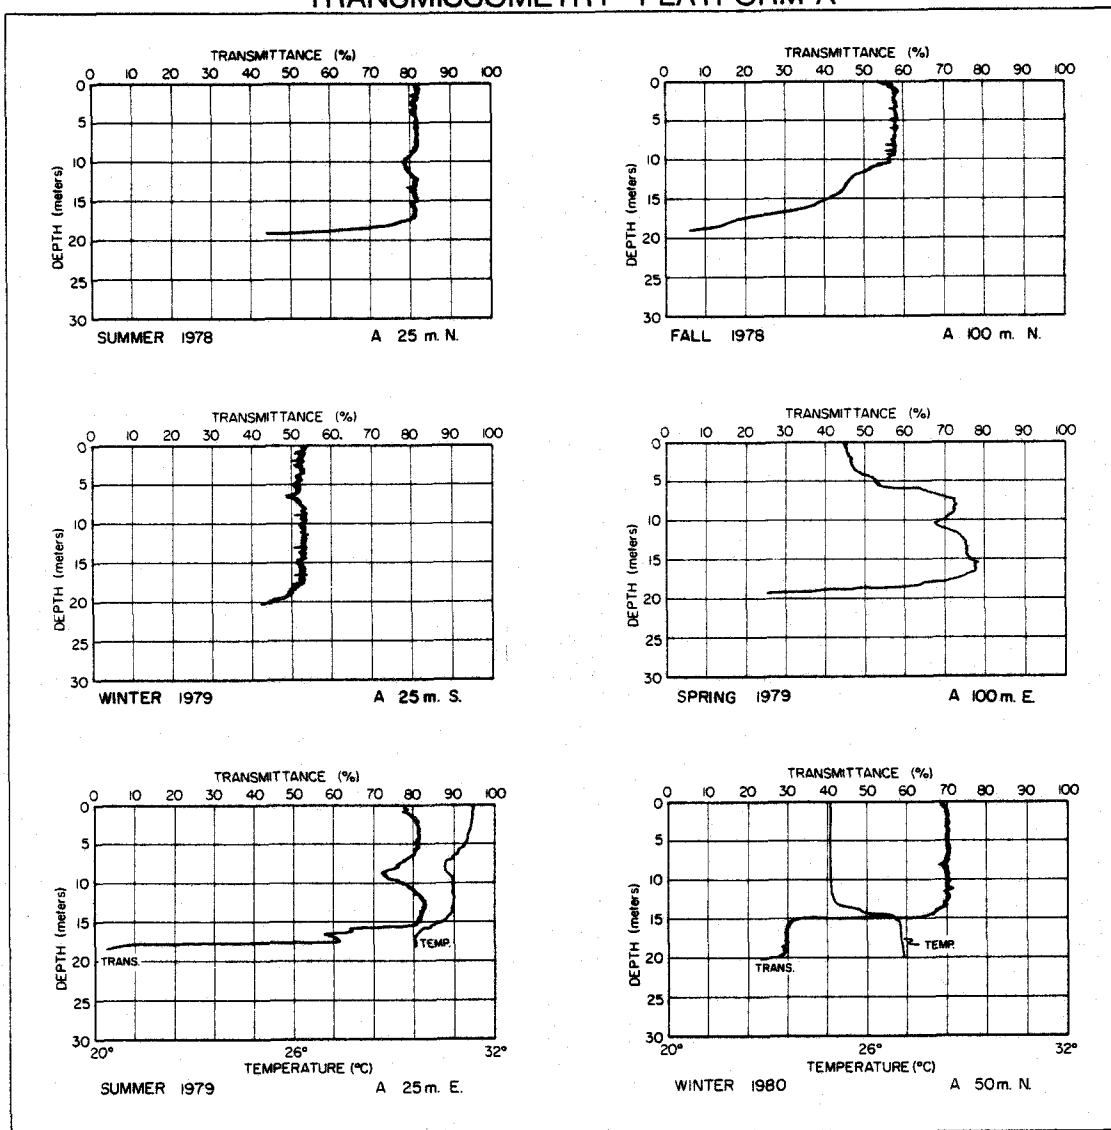 TRANSMISSOMETRY PLATFORM A
TRANSMITTANCE (%)
0 10 20 30 40 50 60 70 80 90 100
0
5
10
15
20
25
30
DEPTH (meters)
SUMMER 1978 A 25 m. N.
TRANSMITTANCE (%)
0 10 20 30 40 50 60 70 80 90 100
0
5
10
15
20
25
30
DEPTH (meters)
FALL 1978 A 100 m. N.
TRANSMITTANCE (%)
0 10 20 30 40 50 60. 70 80 90 100
0
5
10
15
20
25
30
DEPTH (meters)
WINTER 1979 A 25 m. S.
TRANSMITTANCE (%)
0 10 20 30 40 50 60 70 80 90 100
0
5
10
15
20
25
30
DEPTH (meters)
SPRING 1979 A 100 m. E.
TRANSMITTANCE (%)
0 10 20 30 40 50 60 70 80 90 100
0
5
10
15
20
25
30
DEPTH (meters)
TRANS.
TEMP.
20° 26° 32°
TEMPERATURE (°C)
SUMMER 1979 A 25 m. E.
TRANSMITTANCE (%)
0 10 20 30 40 50 60 70 80 90 100
0
5
10
15
20
25
30
DEPTH (meters)
TEMP.
TRANS.
20° 26° 32°
TEMPERATURE (°C)
WINTER 1980 A 50 m. N.